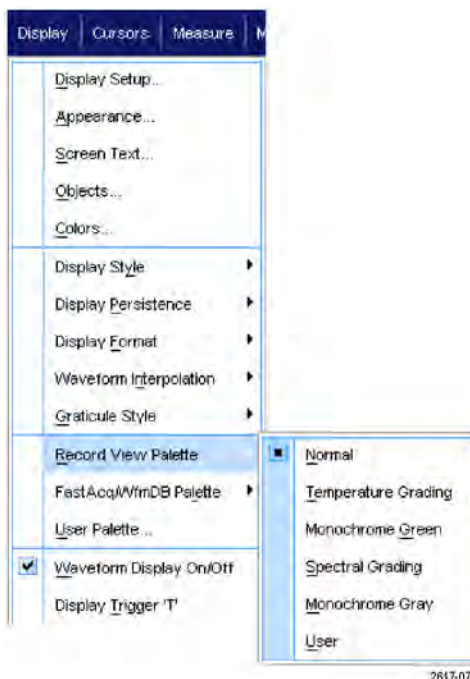 Display Cursors Measure
Display Setup...
Appearance...
Screen Text...
Objects...
Colors...
Display Style
Display Persistence
Display Format
Waveform Interpolation
Graticule Style
Record View Palette
FastAcq/WfmDB Palette
User Palette...
Waveform Display On/Off
Display Trigger 'T'
Normal
Temperature Grading
Monochrome Green
Spectral Grading
Monochrome Gray
User
2617-07